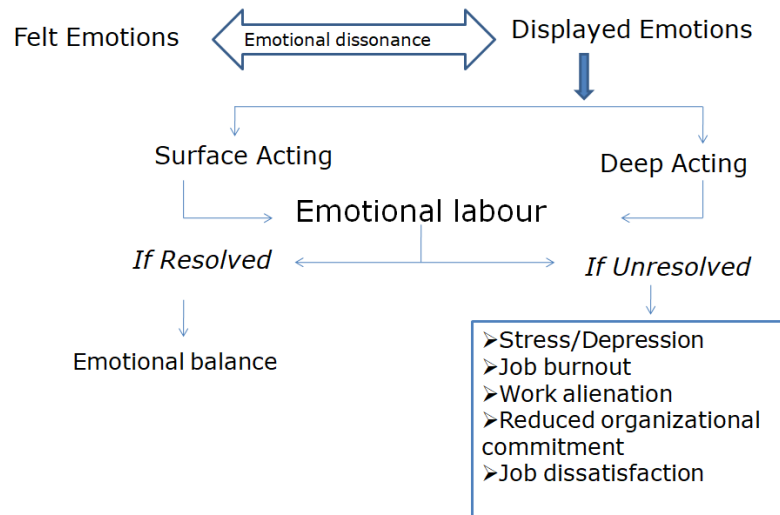 Felt Emotions
Emotional dissonance
Displayed Emotions
Surface Acting
Deep Acting
Emotional labour
If Resolved
If Unresolved
Emotional balance
➢Stress/Depression
➢Job burnout
➢Work alienation
➢Reduced organizational
commitment
➢Job dissatisfaction